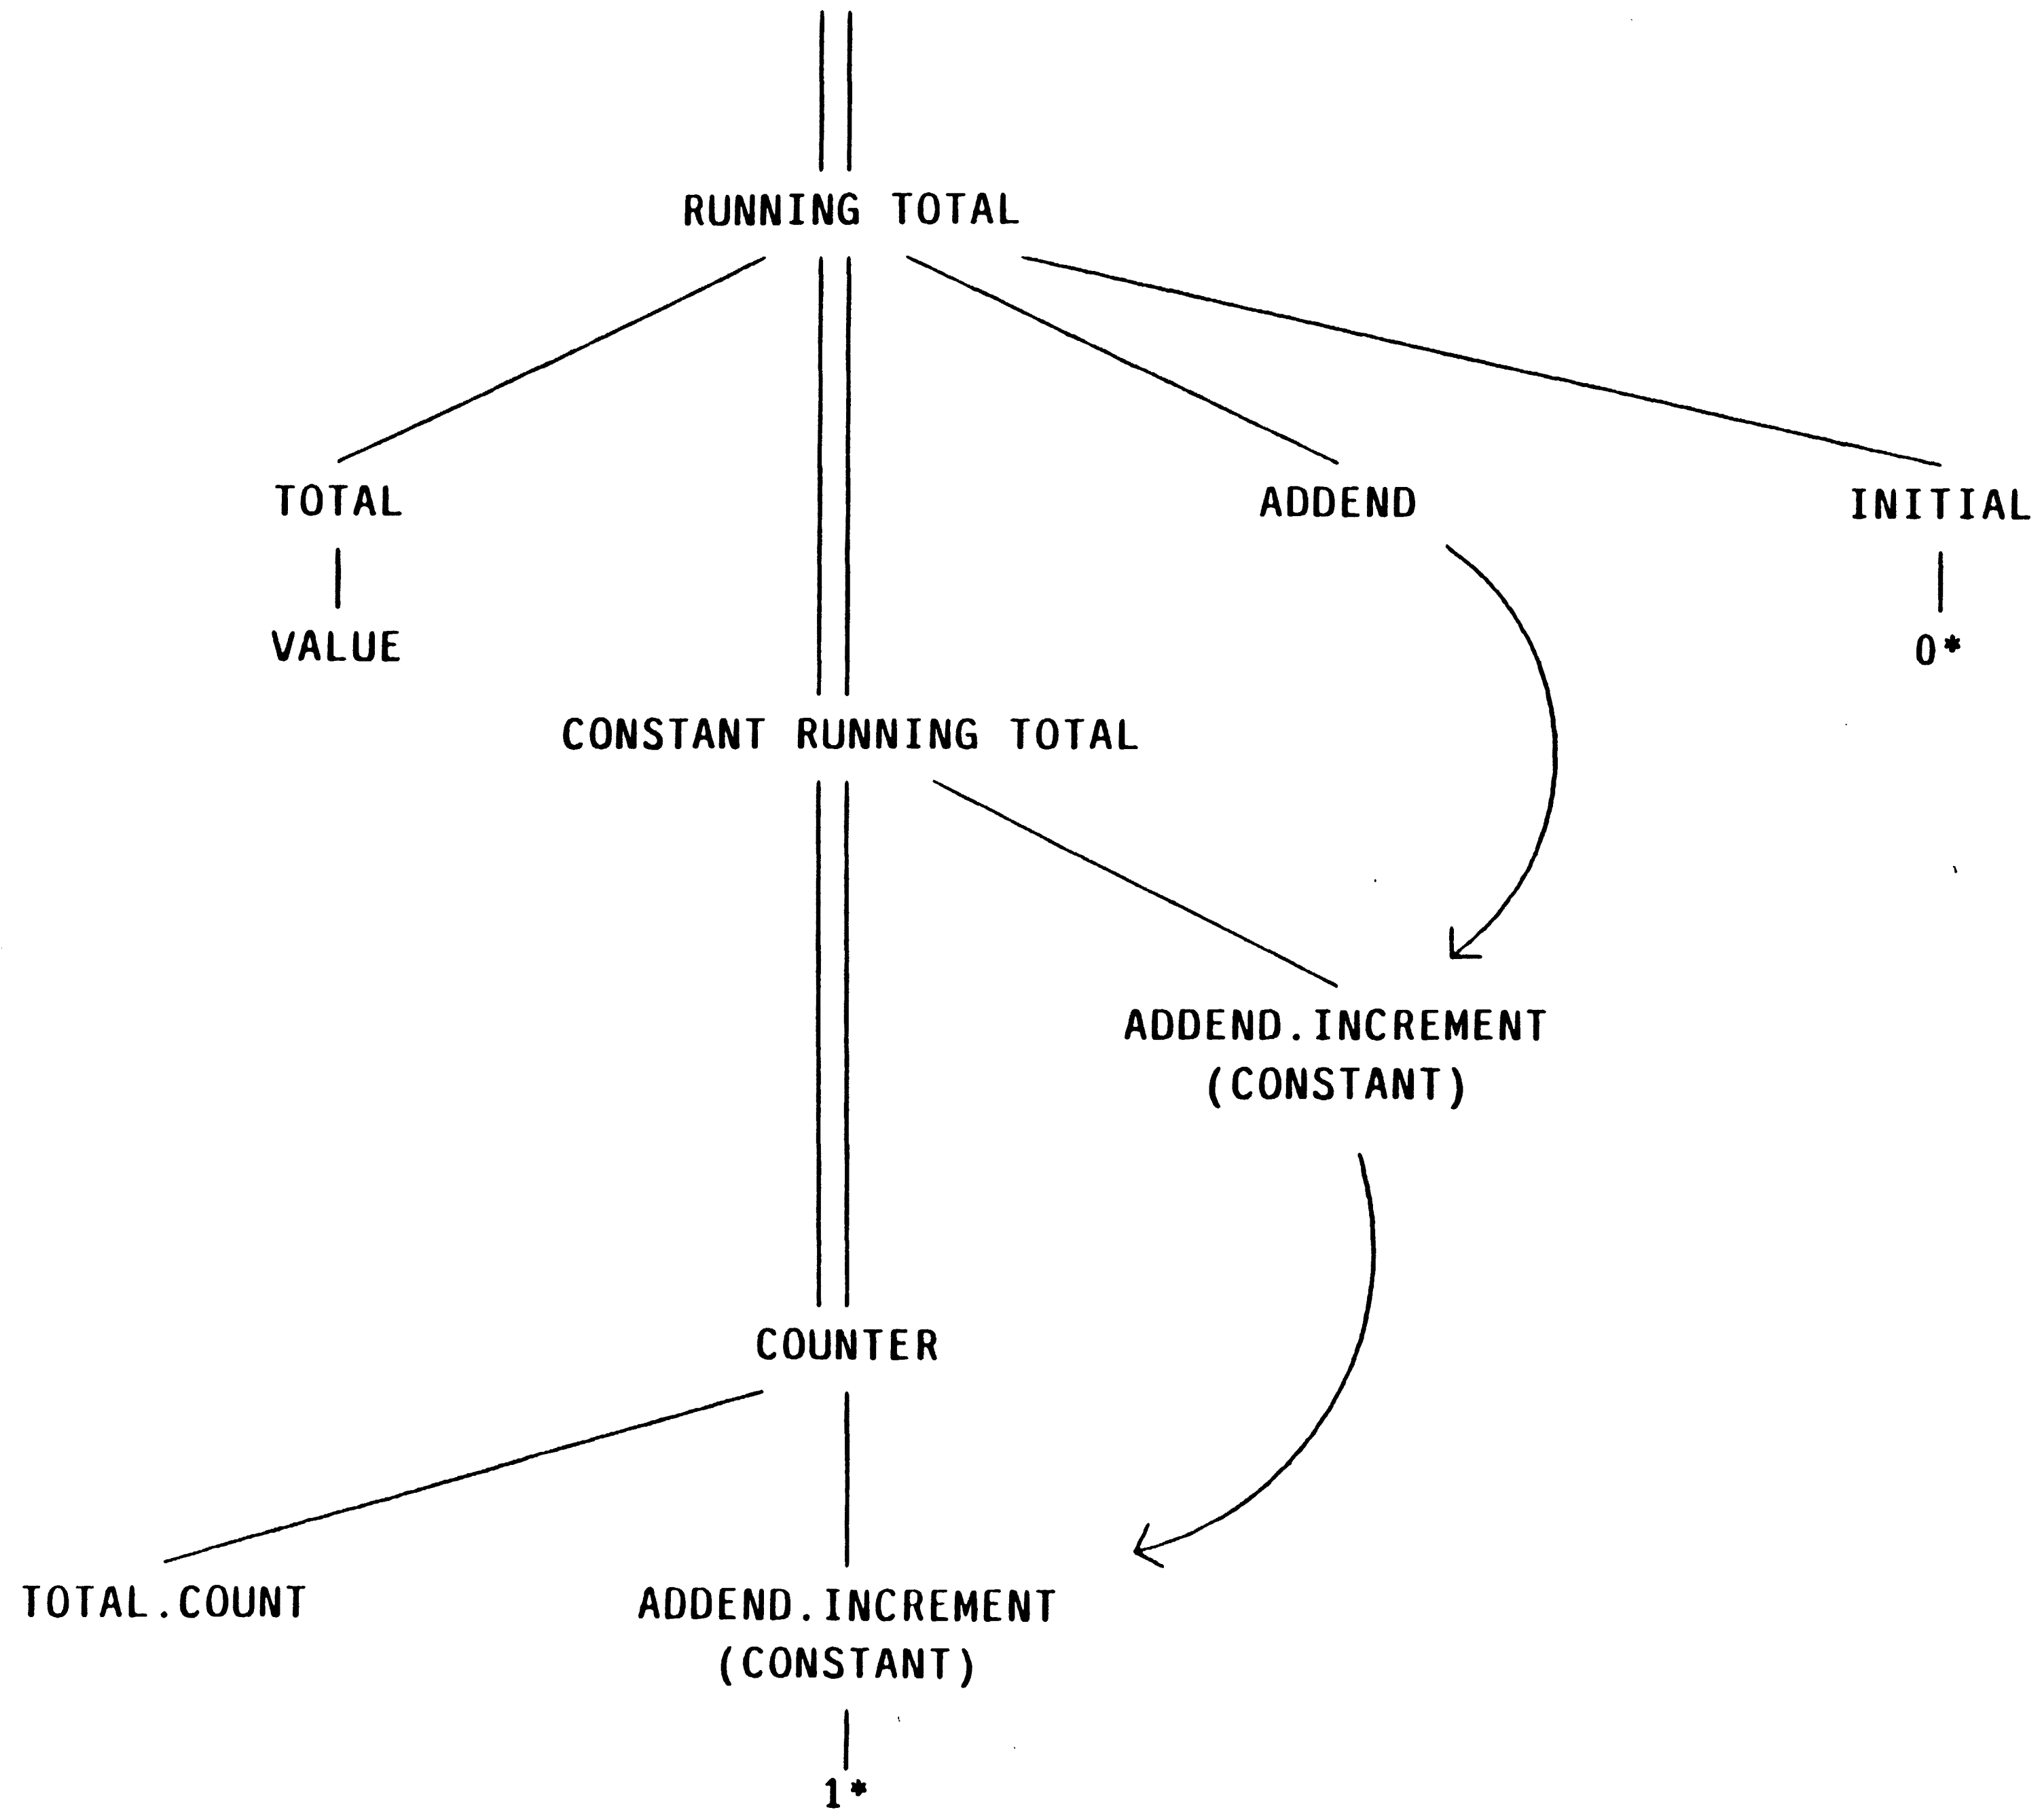 RUNNING TOTAL
TOTAL
ADDEND
INITIAL
VALUE
0*
CONSTANT RUNNING TOTAL
ADDEND.INCREMENT
(CONSTANT)
COUNTER
TOTAL.COUNT
ADDEND.INCREMENT
(CONSTANT)
1*